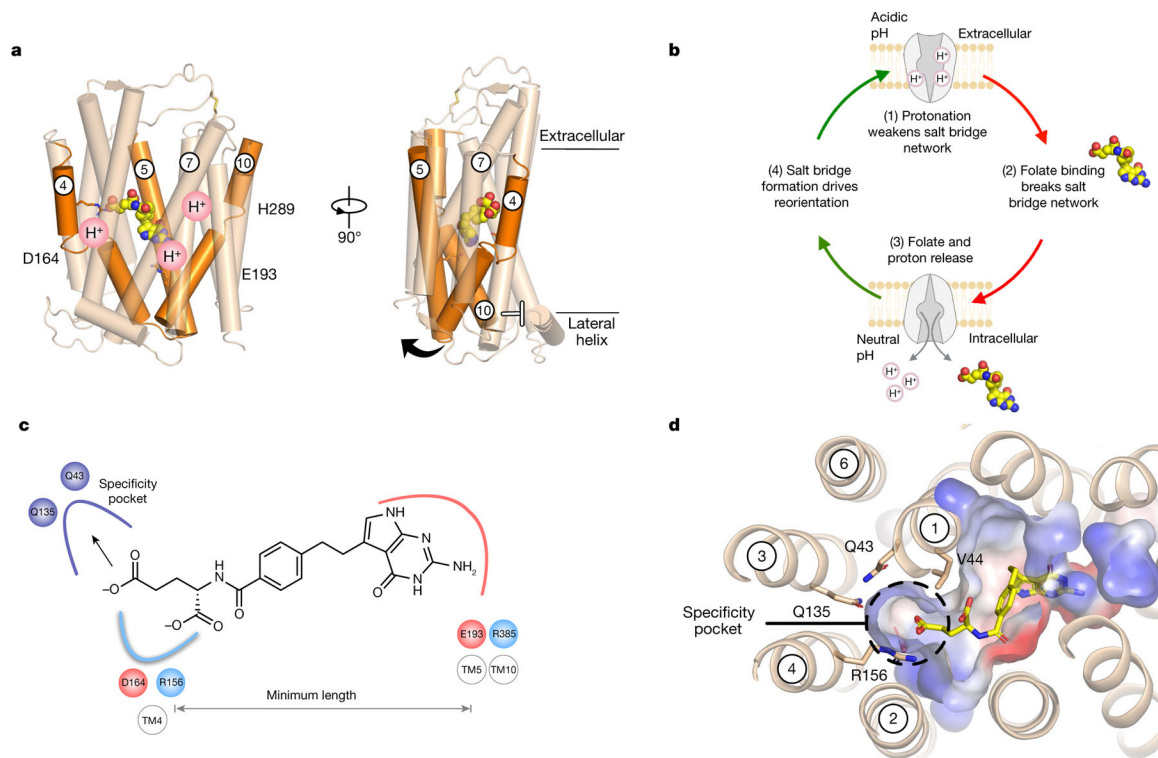 a
4
5
7
10
H⁺
H⁺
H⁺
D164
H289
E193
90°
5
7
4
10
Extracellular
Lateral
helix
b
Acidic
pH
Extracellular
H⁺
H⁺
H⁺
(1) Protonation
weakens salt bridge
network
(2) Folate binding
breaks salt
bridge network
(3) Folate and
proton release
(4) Salt bridge
formation drives
reorientation
Neutral
pH
Intracellular
H⁺
H⁺
H⁺
c
Q43
Q135
Specificity
pocket
O
–O
–O
O
H
N
O
NH
N
NH₂
NH
O
D164
R156
TM4
E193
R385
TM5
TM10
Minimum length
d
6
1
3
Q43
V44
Specificity
pocket
Q135
4
R156
2